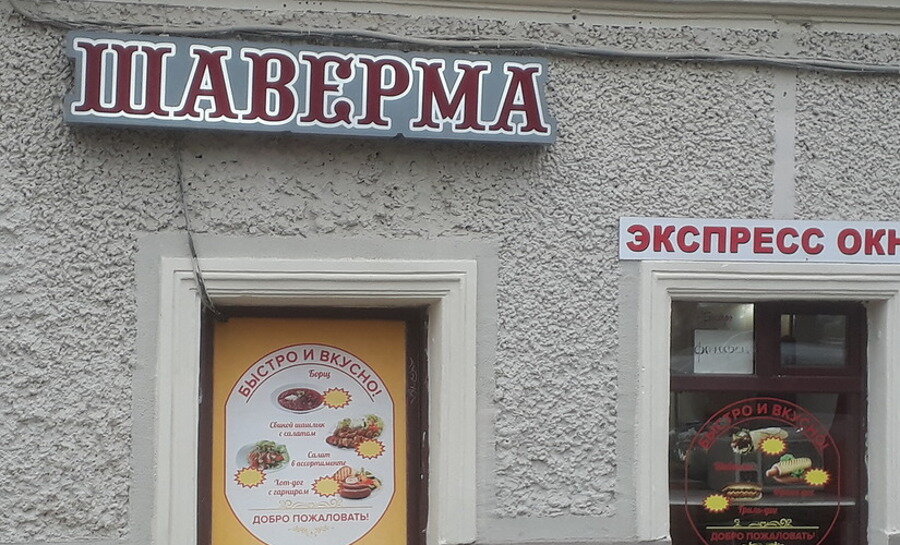 ШАВЕРМА
ЭКСПРЕСС ОКН
БЫСТРО И ВКУСНО!
Борщ
Свиной шашлык
с салатом
Салат
в ассортименте
Хот-дог
с гарниром
ДОБРО ПОЖАЛОВАТЬ!
БЫСТРО И ВКУСНО!
ДОБРО ПОЖАЛОВАТЬ!